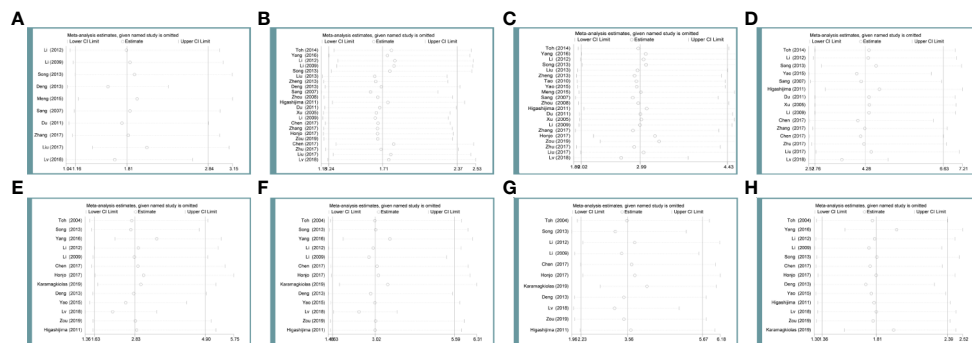 A
Meta-analysis estimates, given named study is omitted
Lower CI Limit Estimate Upper CI Limit
Li (2012)
Li (2009)
Song (2013)
Deng (2013)
Meng (2015)
Sang (2007)
Du (2011)
Zhang (2017)
Liu (2017)
Lv (2018)
1.81 2.84 3.15
B
Meta-analysis estimates, given named study is omitted
Lower CI Limit Estimate Upper CI Limit
Toh (2014)
Yang (2016)
Li (2012)
Li (2009)
Song (2013)
Liu (2013)
Zheng (2013)
Deng (2013)
Sang (2007)
Zhou (2008)
Higashijima (2011)
Du (2011)
Xu (2005)
Li (2009)
Chen (2017)
Zhang (2017)
Honjo (2017)
Zou (2019)
Chen (2017)
Zhu (2017)
Liu (2017)
Lv (2018)
1.71 2.37 2.53
C
Meta-analysis estimates, given named study is omitted
Lower CI Limit Estimate Upper CI Limit
Toh (2014)
Yang (2016)
Li (2012)
Song (2013)
Liu (2013)
Zheng (2013)
Tao (2010)
Yao (2015)
Meng (2015)
Sang (2007)
Zhou (2008)
Higashijima (2011)
Du (2011)
Xu (2005)
Li (2009)
Zhang (2017)
Honjo (2017)
Zou (2019)
Zhu (2017)
Liu (2017)
Lv (2018)
2.99 4.43
D
Meta-analysis estimates, given named study is omitted
Lower CI Limit Estimate Upper CI Limit
Toh (2014)
Li (2012)
Song (2013)
Yao (2015)
Sang (2007)
Higashijima (2011)
Du (2011)
Xu (2005)
Li (2009)
Chen (2017)
Zhang (2017)
Zhu (2017)
Liu (2017)
Lv (2018)
4.28 6.63 7.21
E
Meta-analysis estimates, given named study is omitted
Lower CI Limit Estimate Upper CI Limit
Toh (2004)
Song (2013)
Yang (2016)
Li (2012)
Li (2009)
Chen (2017)
Honjo (2017)
Karamagkiolas (2019)
Deng (2013)
Yao (2015)
Lv (2018)
Zou (2019)
Higashijima (2011)
2.83 4.90 5.75
F
Meta-analysis estimates, given named study is omitted
Lower CI Limit Estimate Upper CI Limit
Toh (2004)
Song (2013)
Yang (2016)
Li (2012)
Li (2009)
Chen (2017)
Honjo (2017)
Karamagkiolas (2019)
Deng (2013)
Yao (2015)
Lv (2018)
Zou (2019)
Higashijima (2011)
3.02 5.59 6.31
G
Meta-analysis estimates, given named study is omitted
Lower CI Limit Estimate Upper CI Limit
Toh (2004)
Song (2013)
Li (2012)
Li (2009)
Chen (2017)
Honjo (2017)
Karamagkiolas (2019)
Deng (2013)
Lv (2018)
Zou (2019)
Higashijima (2011)
3.56 5.67 6.18
H
Meta-analysis estimates, given named study is omitted
Lower CI Limit Estimate Upper CI Limit
Toh (2004)
Yang (2016)
Li (2012)
Li (2009)
Song (2013)
Chen (2017)
Honjo (2017)
Deng (2013)
Yao (2015)
Higashijima (2011)
Lv (2018)
Zou (2019)
Karamagkiolas (2019)
1.81 2.39 2.52